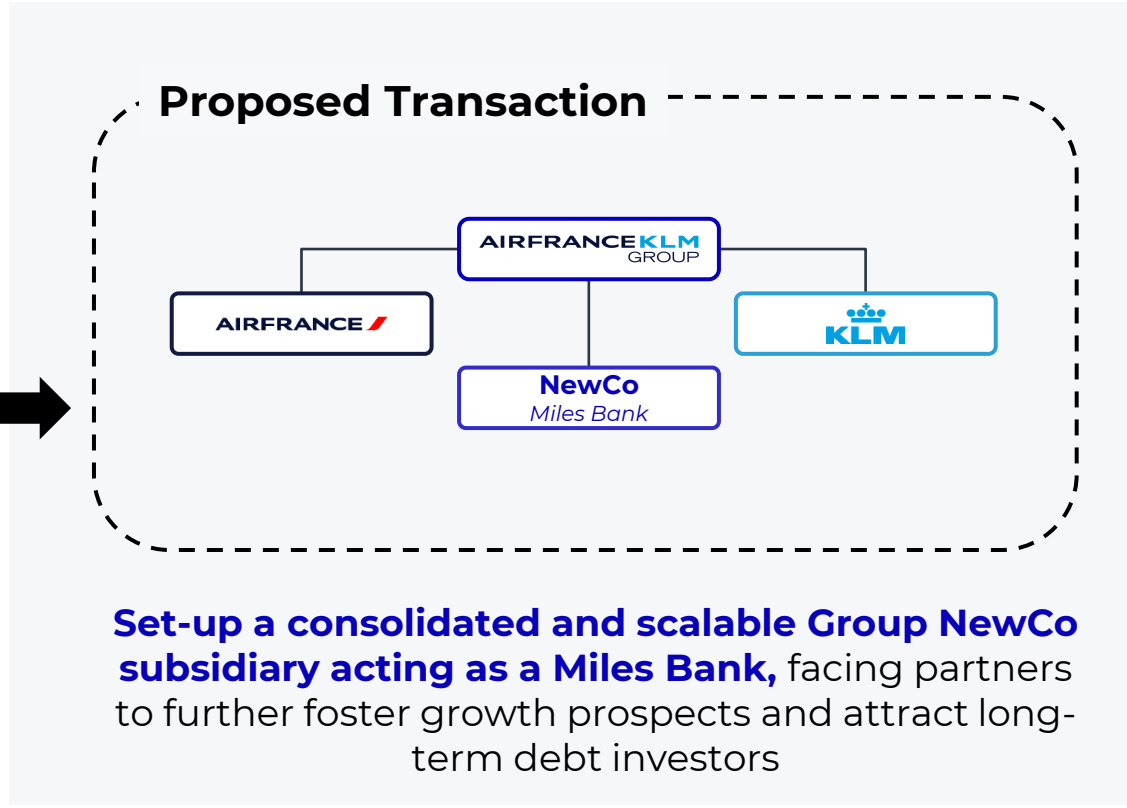 Proposed Transaction
AIRFRANCEKLM
GROUP
AIRFRANCE
KLM
NewCo
Miles Bank
Set-up a consolidated and scalable Group NewCo
subsidiary acting as a Miles Bank, facing partners
to further foster growth prospects and attract long-
term debt investors